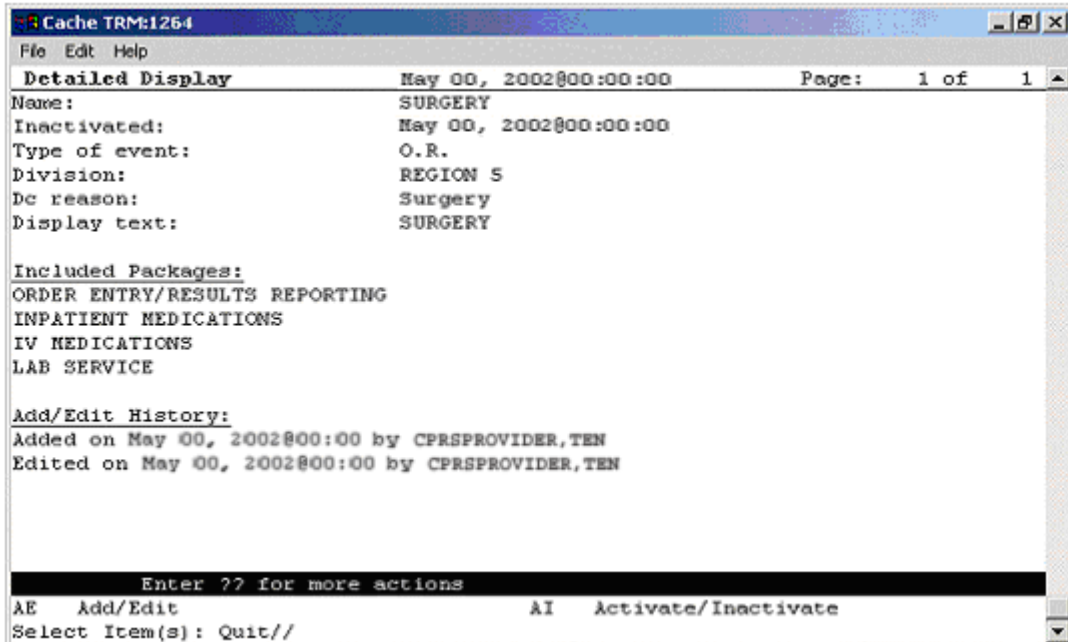 Cache TRM:1264
File Edit Help
Detailed Display May 00, 2002@00:00:00 Page: 1 of 1
Name: SURGERY
Inactivated: May 00, 2002@00:00:00
Type of event: O.R.
Division: REGION 5
Dc reason: Surgery
Display text: SURGERY
Included Packages:
ORDER ENTRY/RESULTS REPORTING
INPATIENT MEDICATIONS
IV MEDICATIONS
LAB SERVICE
Add/Edit History:
Added on May 00, 2002@00:00 by CPRSPROVIDER,TEN
Edited on May 00, 2002@00:00 by CPRSPROVIDER,TEN
Enter ?? for more actions
AE Add/Edit AI Activate/Inactivate
Select Item(s): Quit//